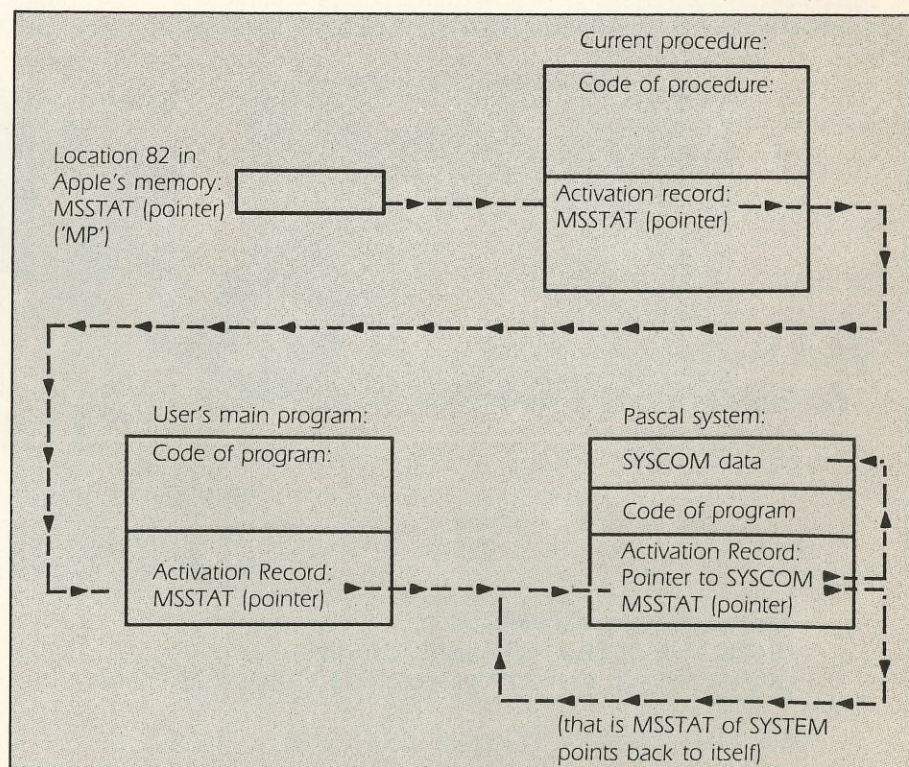 Current procedure:
Code of procedure:
Location 82 in
Apple's memory:
MSSTAT (pointer)
('MP')
Activation record:
MSSTAT (pointer)
User's main program:
Code of program:
Activation Record:
MSSTAT (pointer)
Pascal system:
SYSCOM data
Code of program
Activation Record:
Pointer to SYSCOM
MSSTAT (pointer)
(that is MSSTAT of SYSTEM
points back to itself)